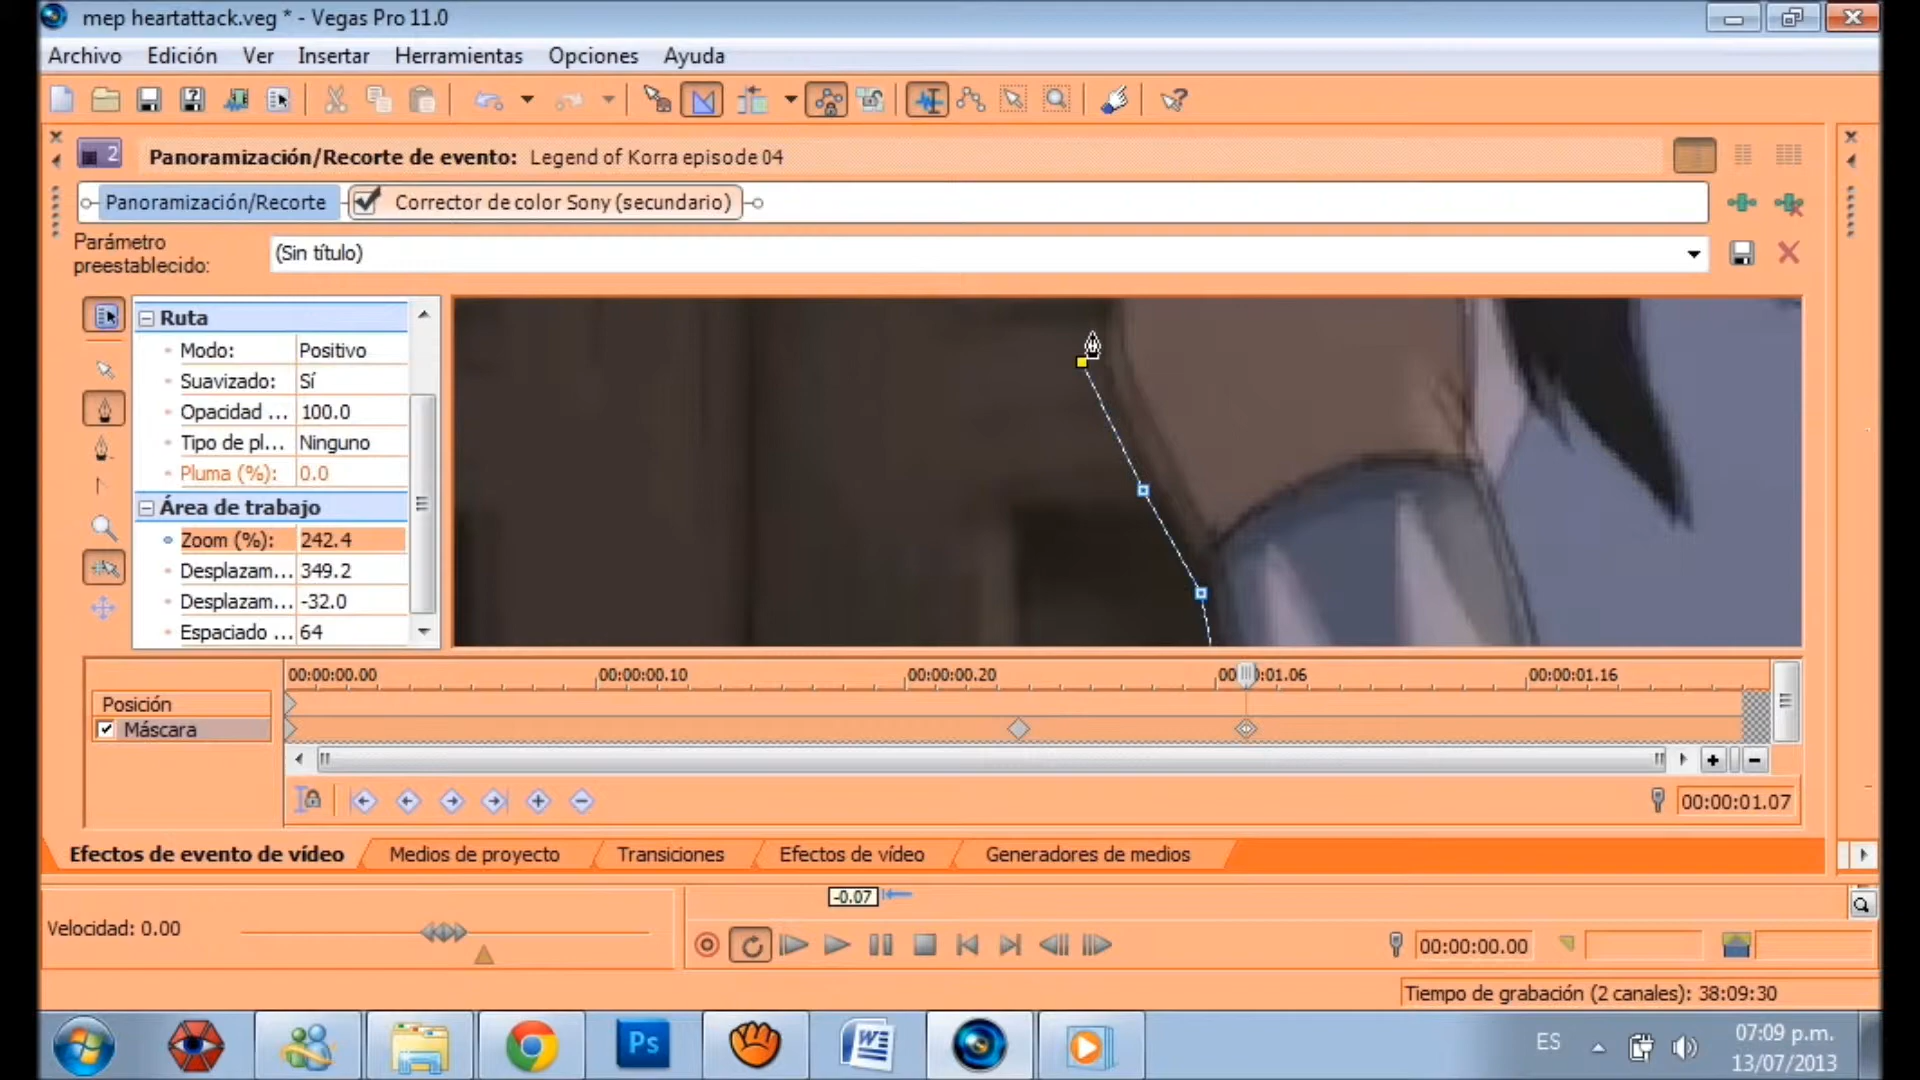 mep heartattack.veg * - Vegas Pro 11.0
Archivo Edición Ver Insertar Herramientas Opciones Ayuda
2 Panoramización/Recorte de evento: Legend of Korra episode 04
Panoramización/Recorte Corrector de color Sony (secundario)
Parámetro preestablecido: (Sin título)
Ruta
Modo: Positivo
Suavizado: Sí
Opacidad ... 100.0
Tipo de pl... Ninguno
Pluma (%): 0.0
Área de trabajo
Zoom (%): 242.4
Desplazam... 349.2
Desplazam... -32.0
Espaciado ... 64
00:00:00.00 00:00:00.10 00:00:00.20 00:00:01.06 00:00:01.16
Posición
Máscara
00:00:01.07
Efectos de evento de vídeo Medios de proyecto Transiciones Efectos de vídeo Generadores de medios
-0.07
Velocidad: 0.00
00:00:00.00
Tiempo de grabación (2 canales): 38:09:30
Ps W ES 07:09 p.m.
13/07/2013